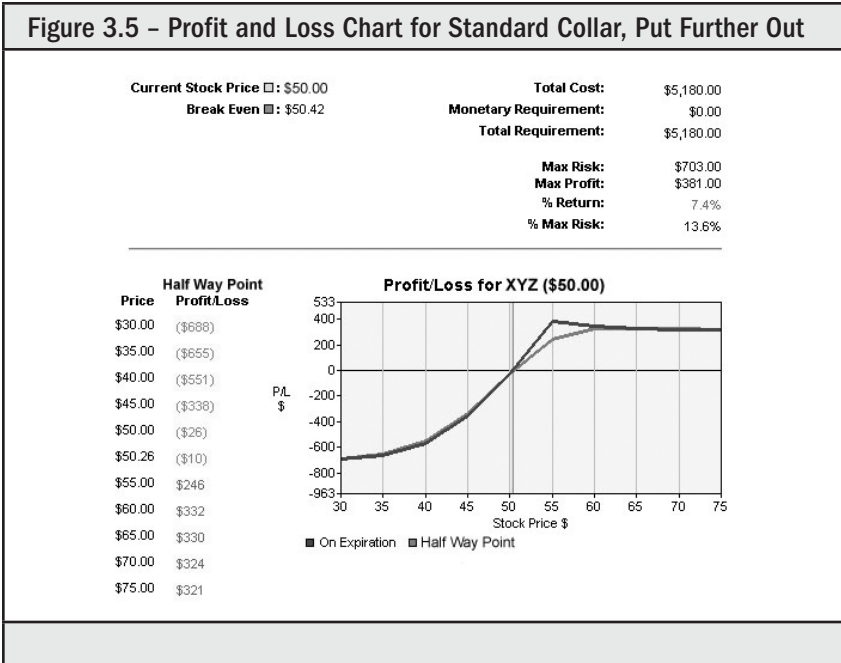 Figure 3.5 – Profit and Loss Chart for Standard Collar, Put Further Out
Current Stock Price : $50.00
Break Even : $50.42
Total Cost: $5,180.00
Monetary Requirement: $0.00
Total Requirement: $5,180.00
Max Risk: $703.00
Max Profit: $381.00
% Return: 7.4%
% Max Risk: 13.6%
Half Way Point
Price Profit/Loss
$30.00 ($688)
$35.00 ($655)
$40.00 ($551)
$45.00 ($338)
$50.00 ($26)
$50.26 ($10)
$55.00 $246
$60.00 $332
$65.00 $330
$70.00 $324
$75.00 $321
Profit/Loss for XYZ ($50.00)
533
400
200
0
-200
-400
-600
-800
-963
P/L
$
30 35 40 45 50 55 60 65 70 75
Stock Price $
On Expiration Half Way Point